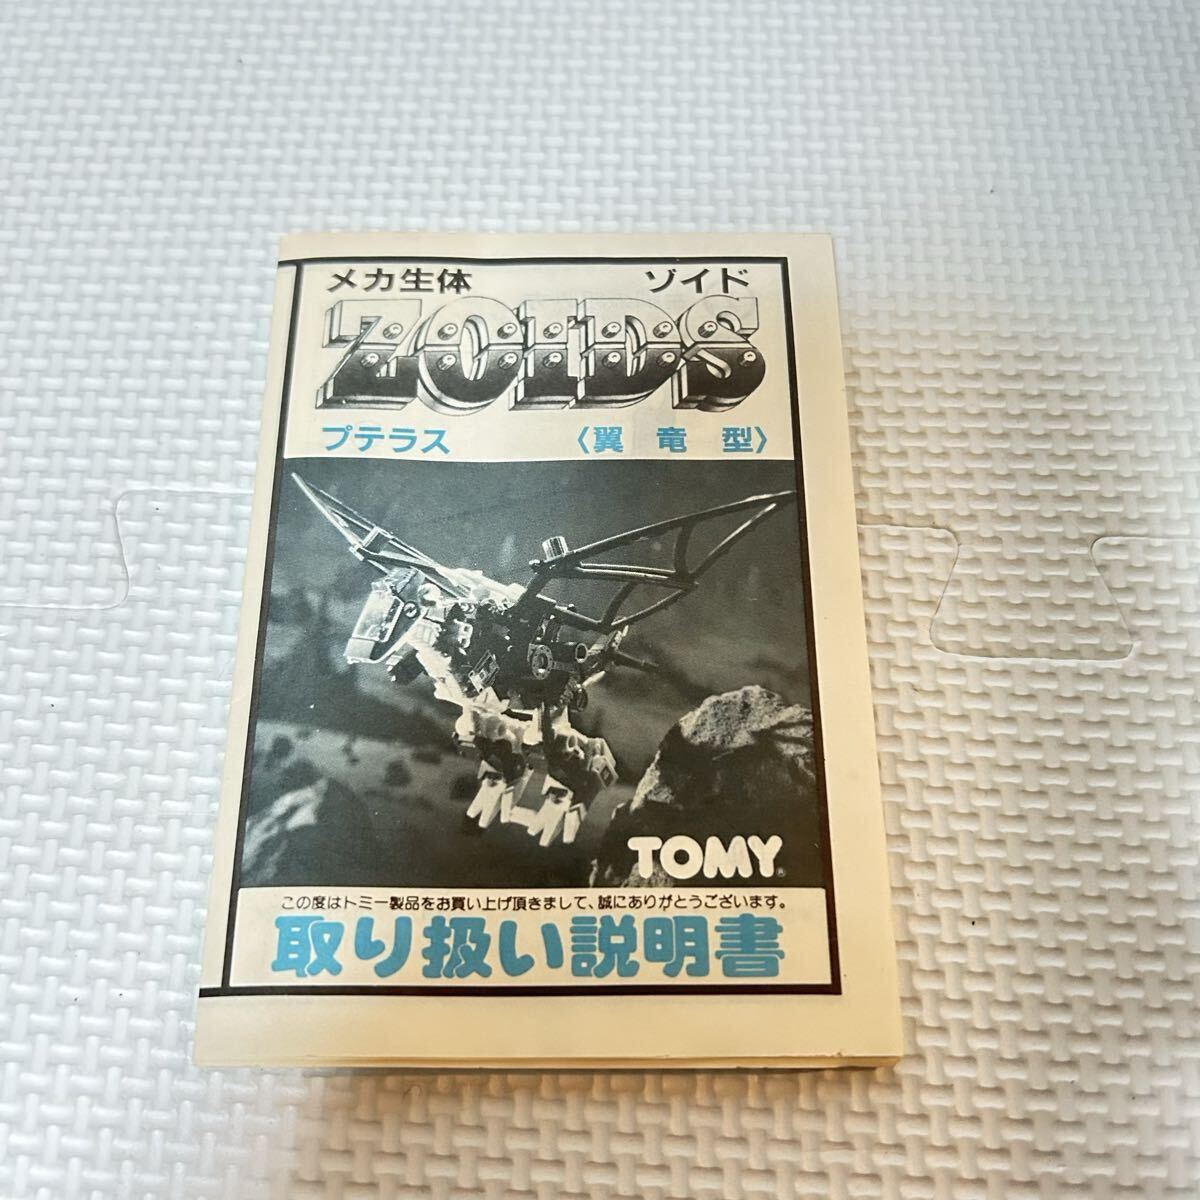 メカ生体 ゾイド
ZOIDS
プテラス 〈翼竜型〉
TOMY®
この度はトミー製品をお買い上げ頂きまして、誠にありがとうございます。
取り扱い説明書